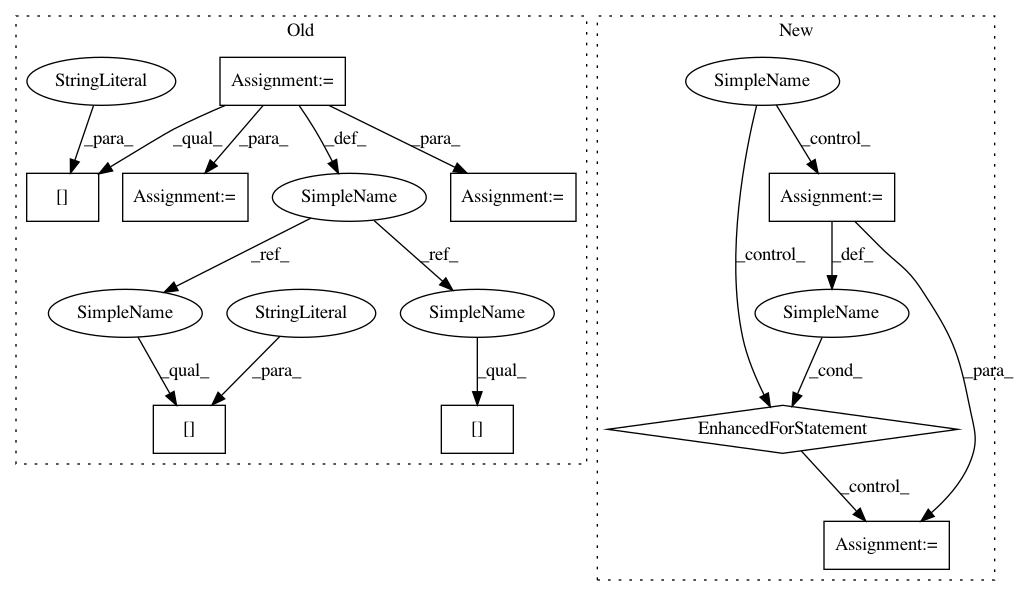 Old
New
StringLiteral
Assignment:=
SimpleName
_para_
_qual_
_para_
_def_
_para_
_control_
[]
Assignment:=
SimpleName
Assignment:=
Assignment:=
_ref_
_ref_
_control_
_def_
SimpleName
StringLiteral
SimpleName
SimpleName
_qual_
_para_
_qual_
_cond_
_para_
[]
[]
EnhancedForStatement
_control_
Assignment:=